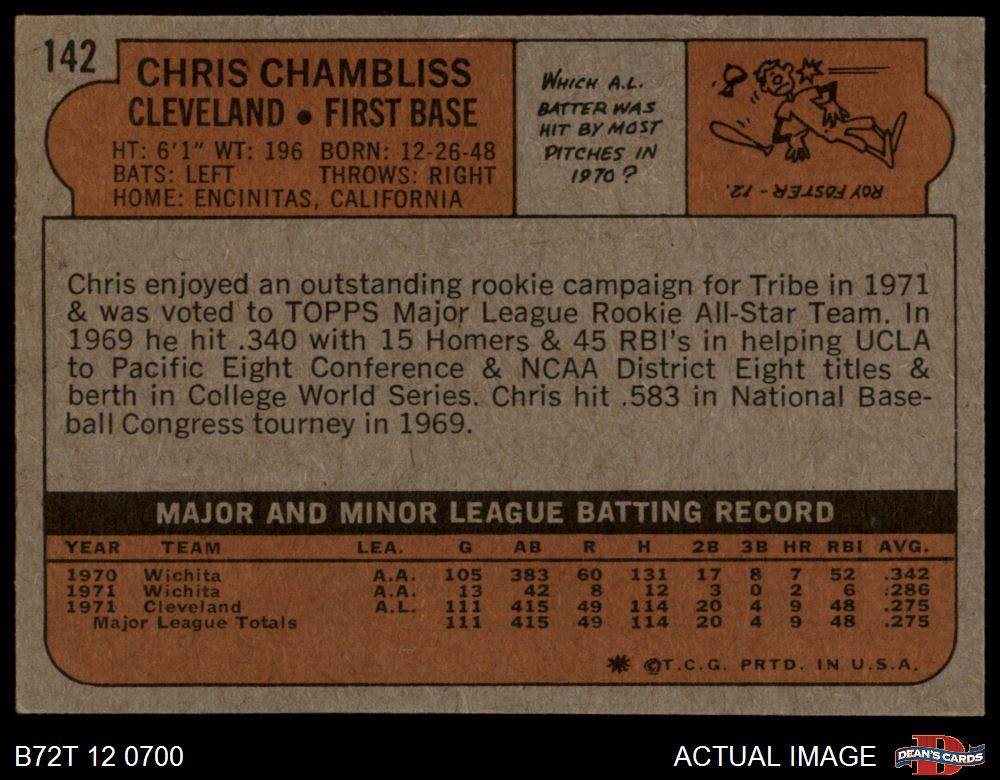 142
CHRIS CHAMBLISS
CLEVELAND • FIRST BASE
HT: 6'1" WT: 196 BORN: 12-26-48
BATS: LEFT THROWS: RIGHT
HOME: ENCINITAS, CALIFORNIA
WHICH A.L.
BATTER WAS
HIT BY MOST
PITCHES IN
1970?
ROY FOSTER - 12.
Chris enjoyed an outstanding rookie campaign for Tribe in 1971
& was voted to TOPPS Major League Rookie All-Star Team. In
1969 he hit .340 with 15 Homers & 45 RBI's in helping UCLA
to Pacific Eight Conference & NCAA District Eight titles &
berth in College World Series. Chris hit .583 in National Base-
ball Congress tourney in 1969.
MAJOR AND MINOR LEAGUE BATTING RECORD
YEAR TEAM LEA. G AB R H 2B 3B HR RBI AVG.
1970 Wichita A.A. 105 383 60 131 17 8 7 52 .342
1971 Wichita A.A. 13 42 8 12 3 0 2 6 .286
1971 Cleveland A.L. 111 415 49 114 20 4 9 48 .275
Major League Totals 111 415 49 114 20 4 9 48 .275
✷ ©T.C.G. PRTD. IN U.S.A.
B72T 12 0700
ACTUAL IMAGE
D
DEAN'S CARDS